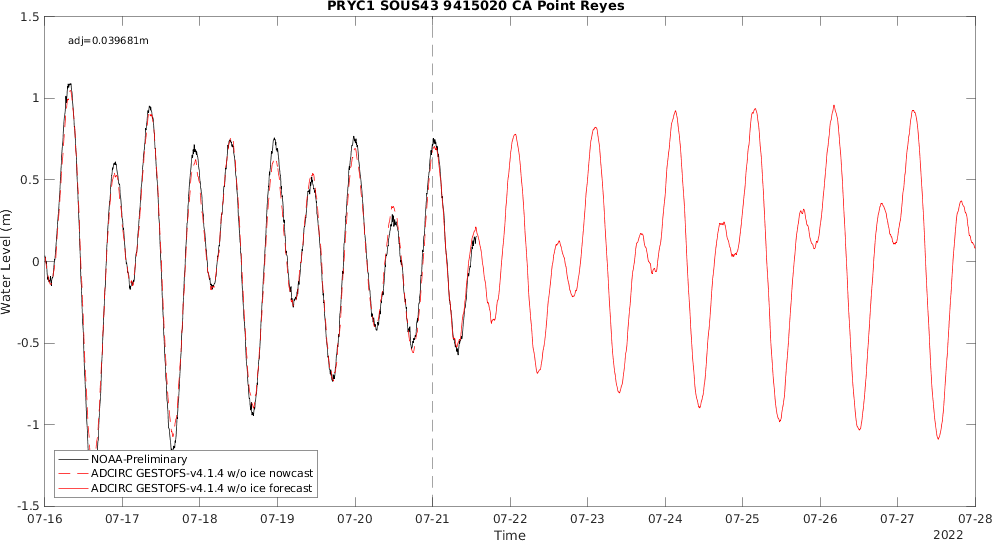 PRYC1 SOUS43 9415020 CA Point Reyes
adj=0.039681m
1.5
1
0.5
0
-0.5
-1
-1.5
Water Level (m)
NOAA-Preliminary
ADCIRC GESTOFS-v4.1.4 w/o ice nowcast
ADCIRC GESTOFS-v4.1.4 w/o ice forecast
07-16 07-17 07-18 07-19 07-20 07-21 07-22 07-23 07-24 07-25 07-26 07-27 07-28
Time
2022